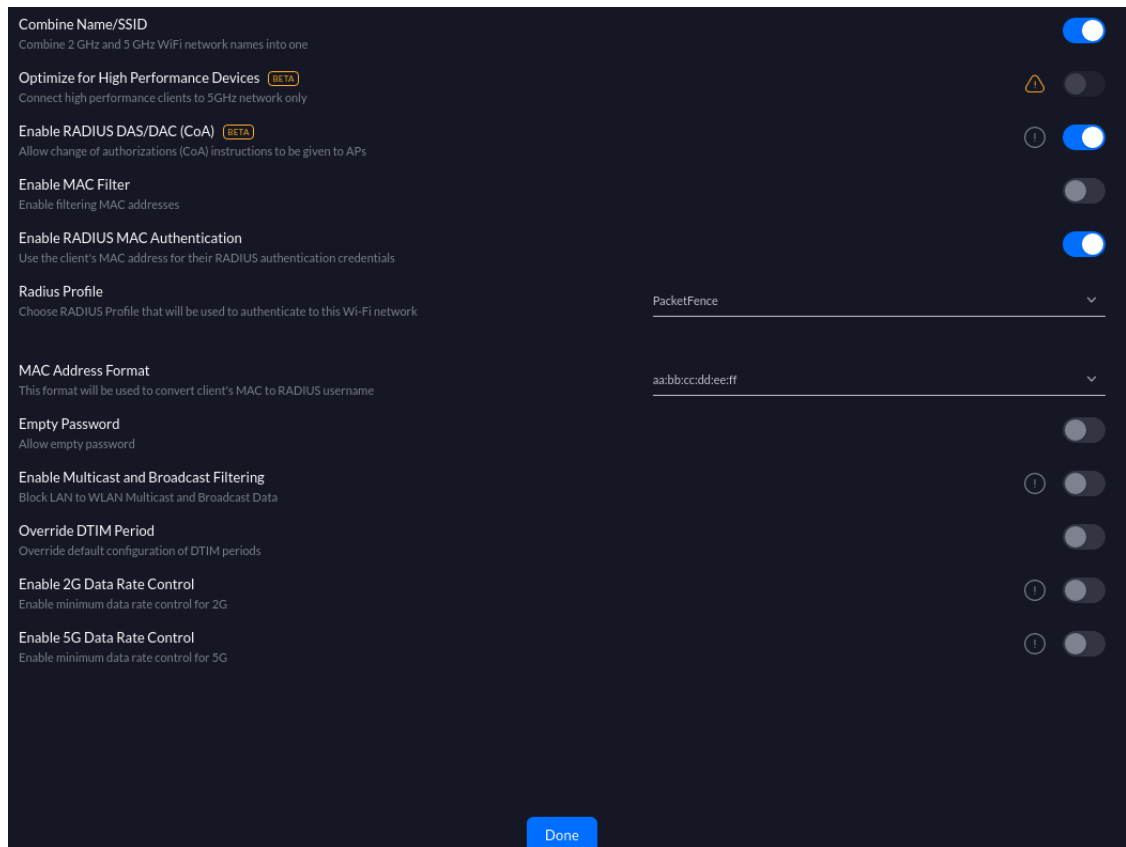 Combine Name/SSID
Combine 2 GHz and 5 GHz WiFi network names into one
Optimize for High Performance Devices BETA
Connect high performance clients to 5GHz network only
Enable RADIUS DAS/DAC (CoA) BETA
Allow change of authorizations (CoA) instructions to be given to APs
Enable MAC Filter
Enable filtering MAC addresses
Enable RADIUS MAC Authentication
Use the client's MAC address for their RADIUS authentication credentials
Radius Profile
PacketFence
Choose RADIUS Profile that will be used to authenticate to this Wi-Fi network
MAC Address Format
aa:bb:cc:dd:ee:ff
This format will be used to convert client's MAC to RADIUS username
Empty Password
Allow empty password
Enable Multicast and Broadcast Filtering
Block LAN to WLAN Multicast and Broadcast Data
Override DTIM Period
Override default configuration of DTIM periods
Enable 2G Data Rate Control
Enable minimum data rate control for 2G
Enable 5G Data Rate Control
Enable minimum data rate control for 5G
Done